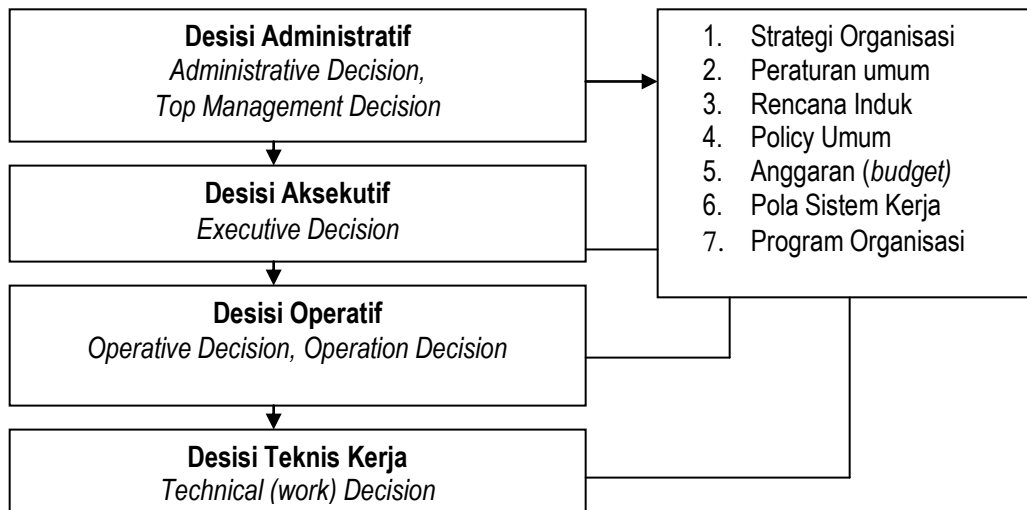 Desisi Administratif
Administrative Decision,
Top Management Decision
Desisi Aksekutif
Executive Decision
Desisi Operatif
Operative Decision, Operation Decision
Desisi Teknis Kerja
Technical (work) Decision
1. Strategi Organisasi
2. Peraturan umum
3. Rencana Induk
4. Policy Umum
5. Anggaran (budget)
6. Pola Sistem Kerja
7. Program Organisasi